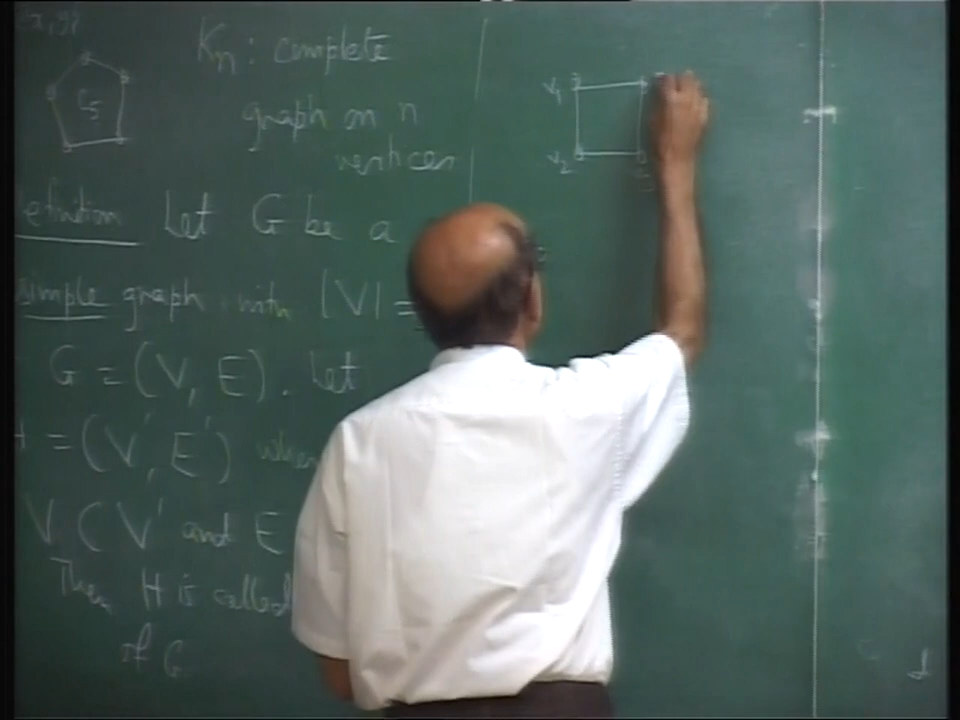 C5
Kn : complete
graph on n
vertices
Definition Let G be a
simple graph with |V| =
G = (V, E). Let
H = (V', E') where
V ⊂ V' and E
Then H is called
of G
v1
v2